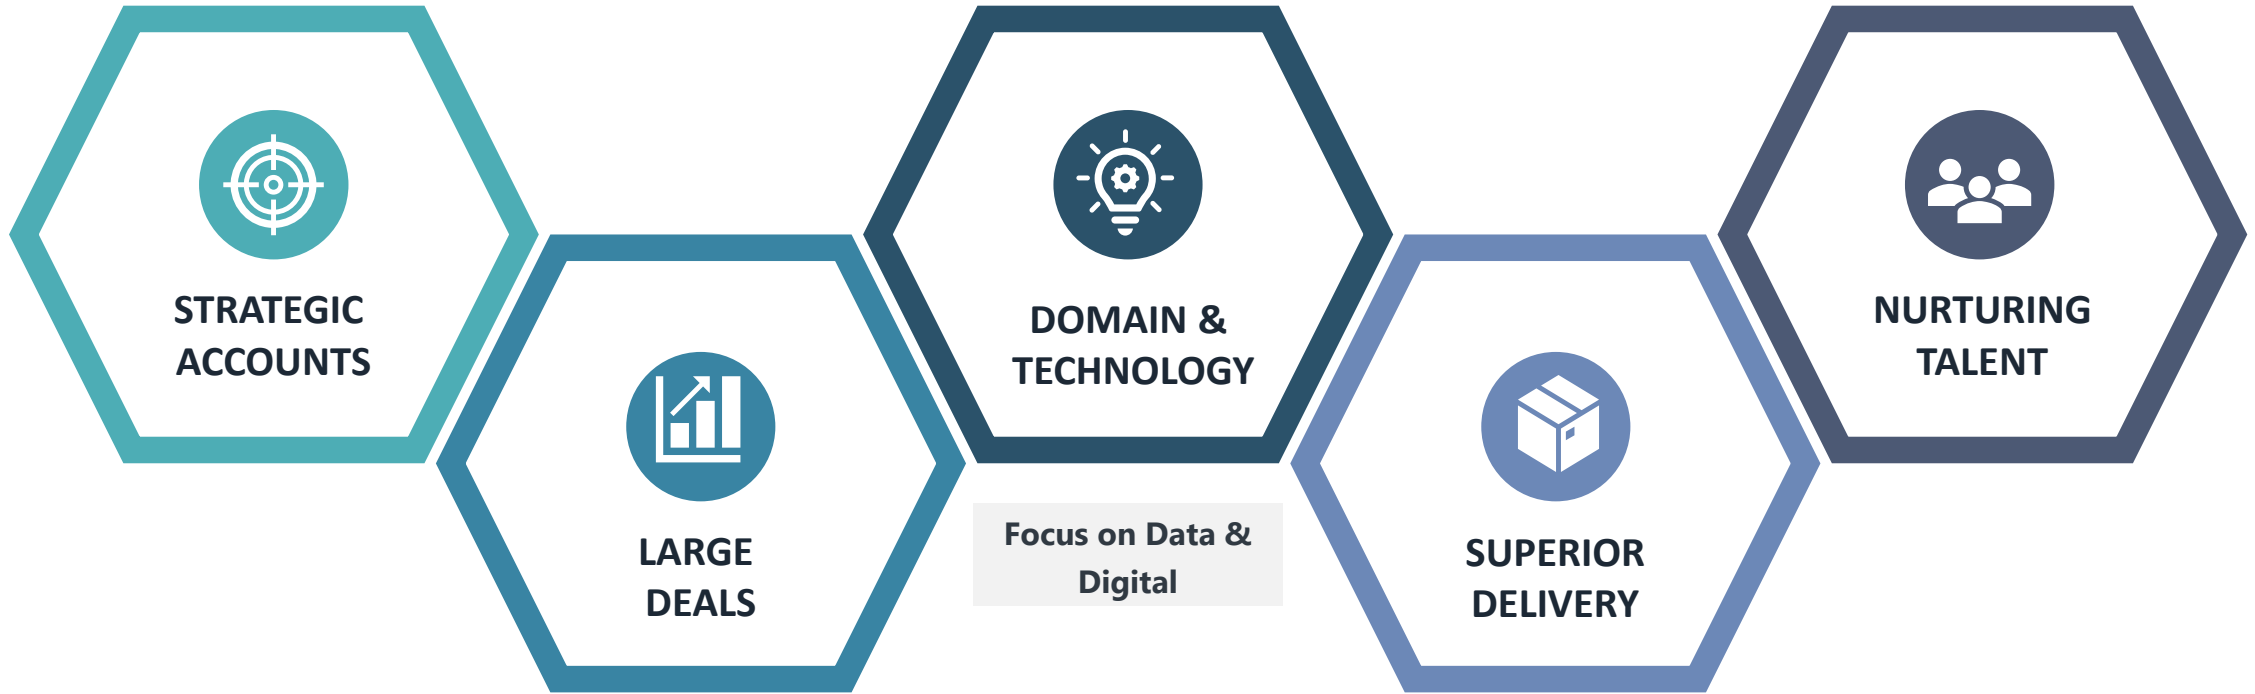 STRATEGIC
ACCOUNTS
LARGE
DEALS
DOMAIN &
TECHNOLOGY
Focus on Data &
Digital
SUPERIOR
DELIVERY
NURTURING
TALENT